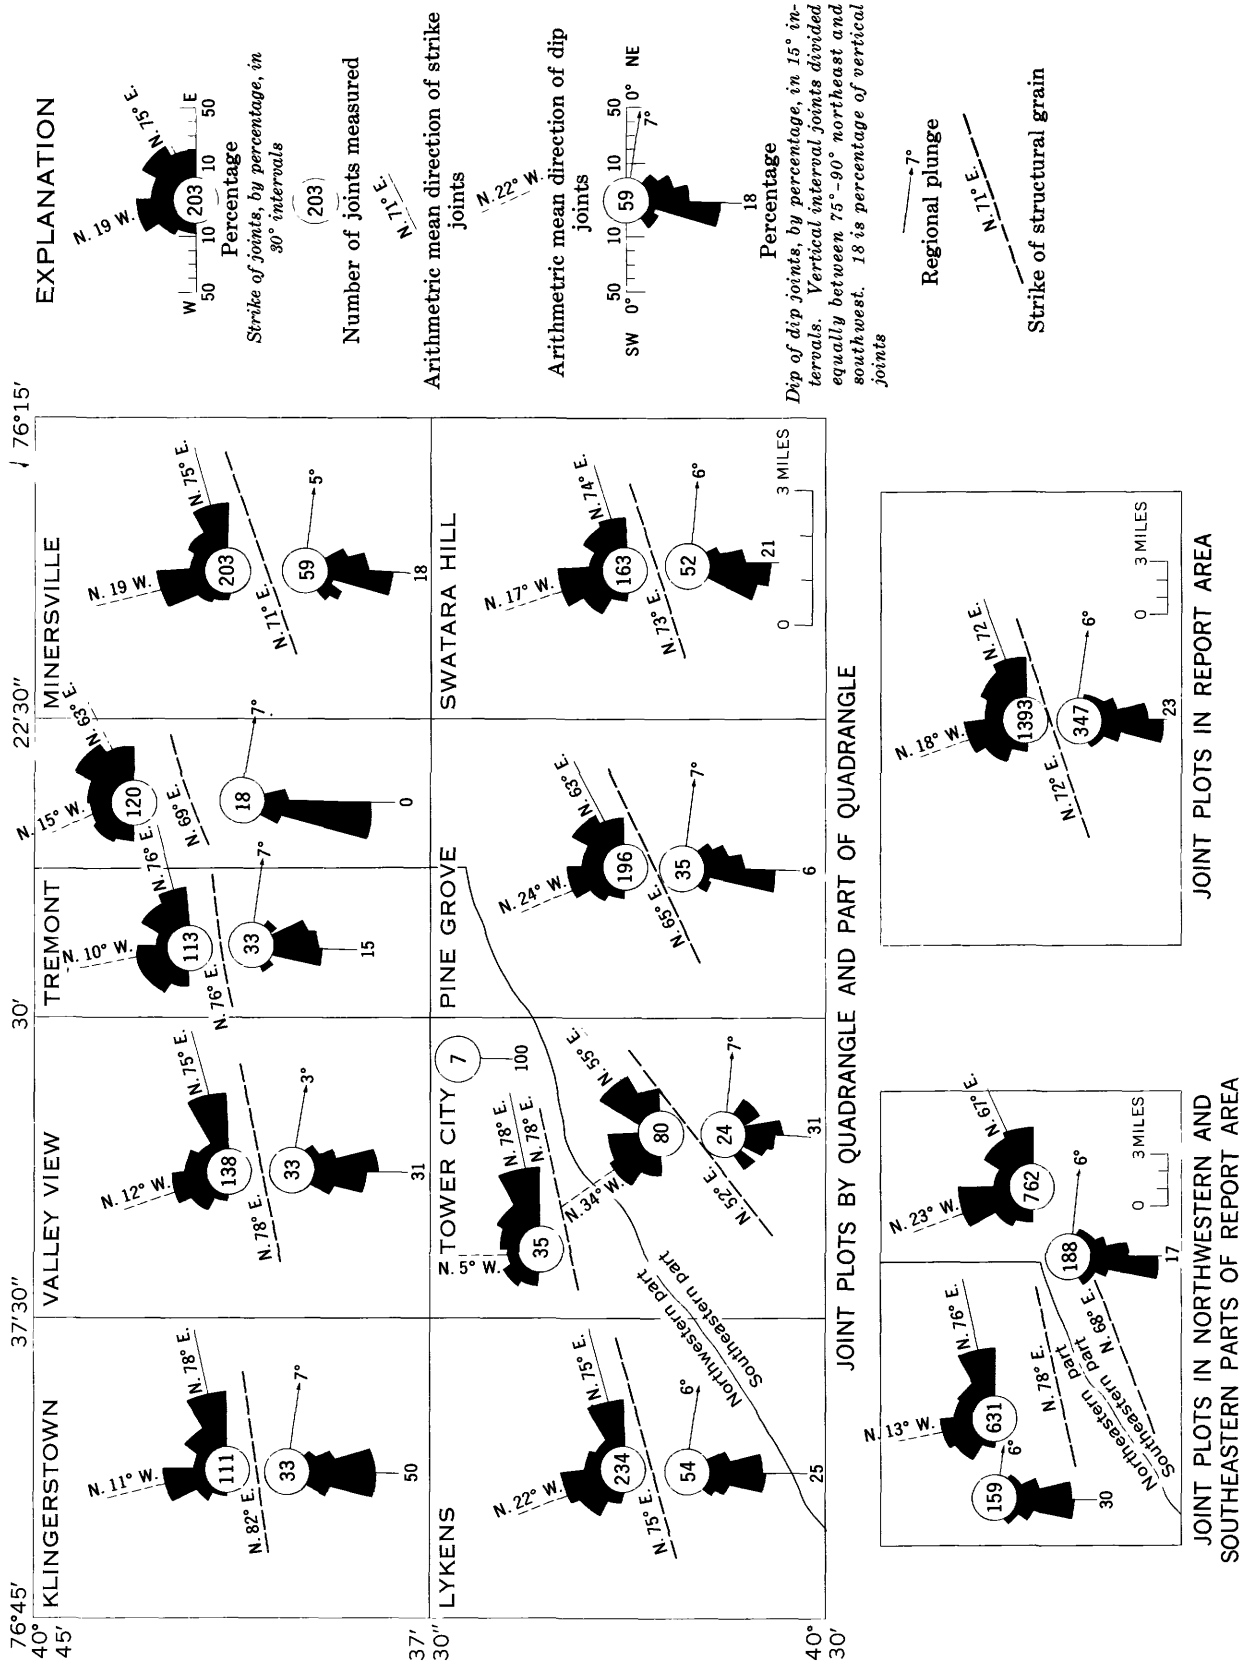 EXPLANATION
N. 19 W.
N. 75° E.
203
W
E
50
10
10
50
Percentage
Strike of joints, by percentage, in
30° intervals
203
Number of joints measured
N. 71° E.
Arithmetric mean direction of strike
joints
N. 22° W.
Arithmetric mean direction of dip
joints
59
SW
0°
50
10
10
50
0°
NE
7°
18
Percentage
Dip of dip joints, by percentage, in 15° in-
tervals. Vertical interval joints divided
equally between 75°-90° northeast and
southwest. 18 is percentage of vertical
joints
7°
Regional plunge
N. 71° E.
Strike of structural grain
76°45'
37'30"
30'
22'30"
76°15'
40°
45'
KLINGERSTOWN
N. 11° W.
N. 78° E.
111
N. 82° E.
33
7°
50
VALLEY VIEW
N. 12° W.
N. 75° E.
138
N. 78° E.
33
3°
31
TREMONT
N. 10° W.
N. 76° E.
113
N. 76° E.
33
7°
15
N. 15° W.
N. 63° E.
120
N. 69° E.
18
7°
0
MINERSVILLE
N. 19 W.
N. 75° E.
203
N. 71° E.
59
5°
18
37'
30"
LYKENS
N. 22° W.
N. 75° E.
234
N. 75° E.
54
6°
25
Northwestern part
Southeastern part
TOWER CITY
N. 5° W.
N. 78° E.
N. 78° E.
35
7
100
N. 34° W.
N. 55° E.
80
N. 52° E.
24
7°
31
PINE GROVE
N. 24° W.
N. 63° E.
196
N. 65° E.
35
7°
6
SWATARA HILL
N. 17° W.
N. 74° E.
163
N. 73° E.
52
6°
21
0
3 MILES
40°
30'
JOINT PLOTS BY QUADRANGLE AND PART OF QUADRANGLE
N. 13° W.
N. 76° E.
631
159
6°
30
N. 78° E.
Northeastern part
Southeastern part
N. 68° E.
N. 23° W.
N. 67° E.
762
188
6°
17
0
3 MILES
JOINT PLOTS IN NORTHWESTERN AND
SOUTHEASTERN PARTS OF REPORT AREA
N. 18° W.
N. 72 E.
1393
N. 72° E.
347
6°
23
0
3 MILES
JOINT PLOTS IN REPORT AREA